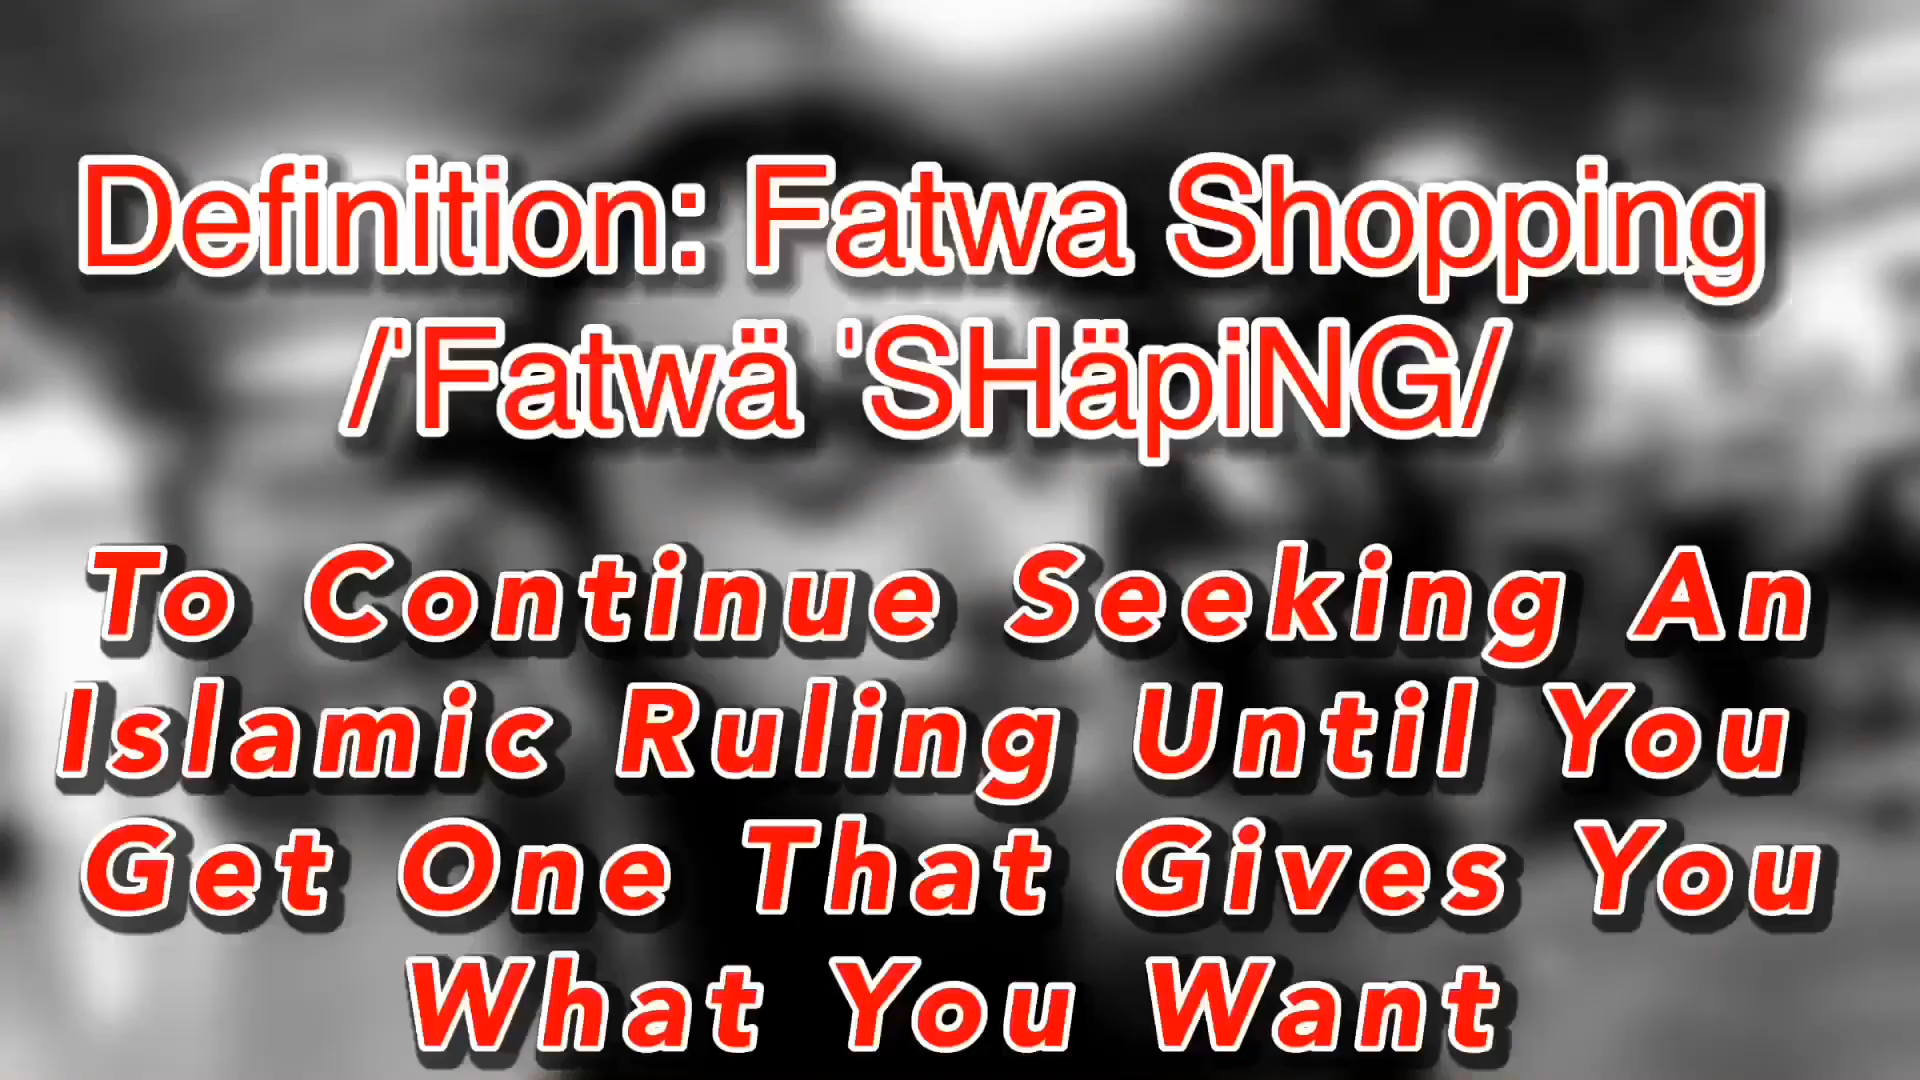 Definition: Fatwa Shopping
/'Fatwä 'SHäpiNG/
To Continue Seeking An
Islamic Ruling Until You
Get One That Gives You
What You Want